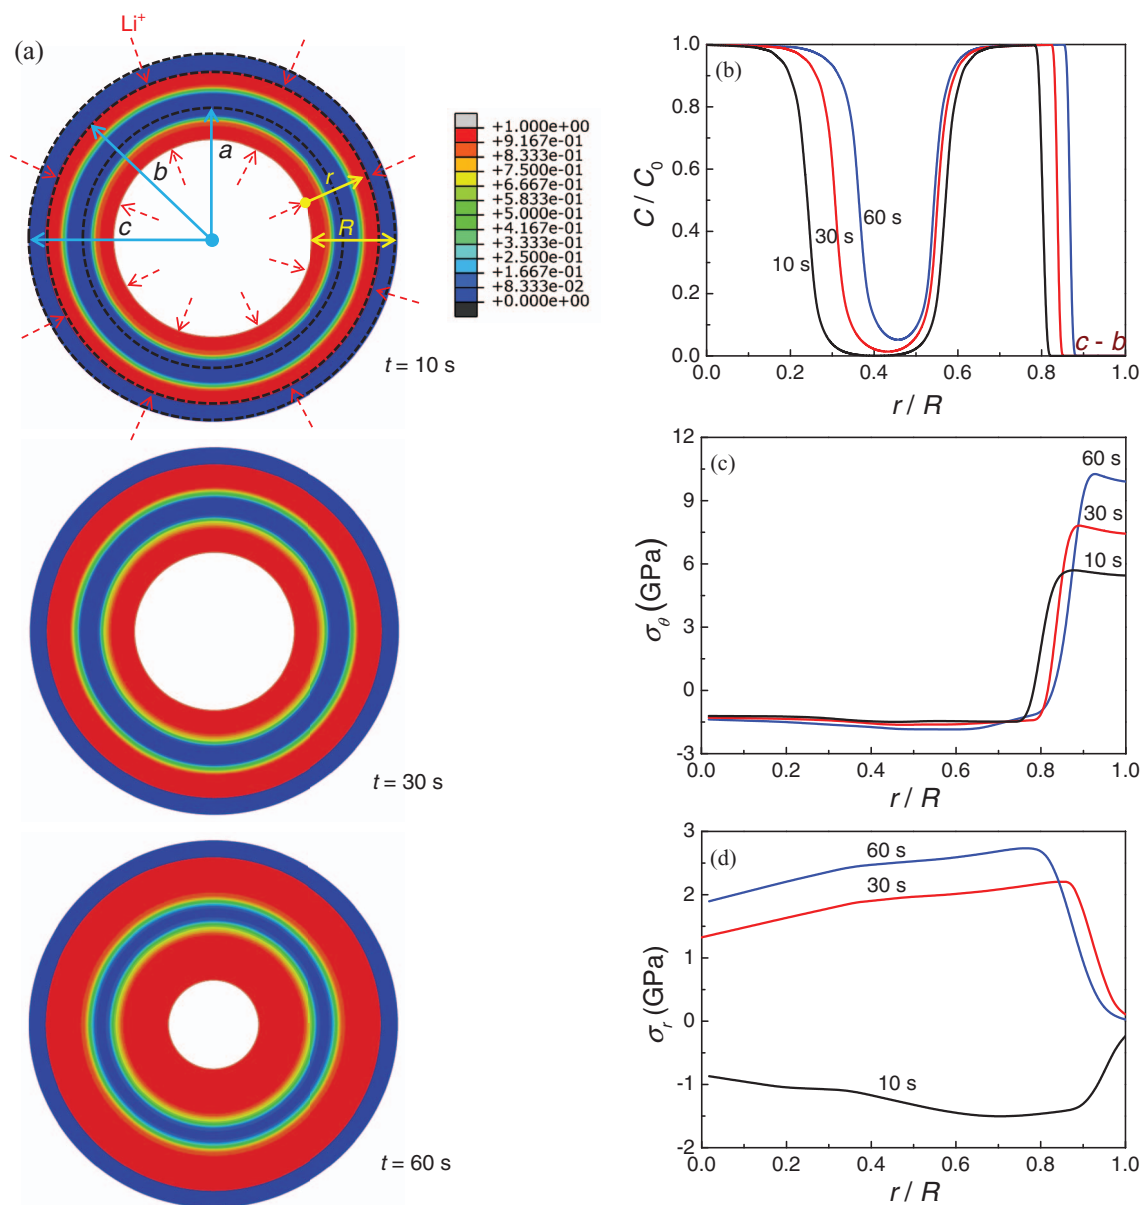 (a)
Li+
a
b
c
r
R
+1.000e+00
+9.167e-01
+8.333e-01
+7.500e-01
+6.667e-01
+5.833e-01
+5.000e-01
+4.167e-01
+3.333e-01
+2.500e-01
+1.667e-01
+8.333e-02
+0.000e+00
t = 10 s
t = 30 s
t = 60 s
(b)
C / C0
1.0
0.8
0.6
0.4
0.2
0.0
60 s
30 s
10 s
c - b
0.0 0.2 0.4 0.6 0.8 1.0
r / R
(c)
σθ (GPa)
12
9
6
3
0
-3
60 s
30 s
10 s
0.0 0.2 0.4 0.6 0.8 1.0
r / R
(d)
σr (GPa)
3
2
1
0
-1
-2
60 s
30 s
10 s
0.0 0.2 0.4 0.6 0.8 1.0
r / R